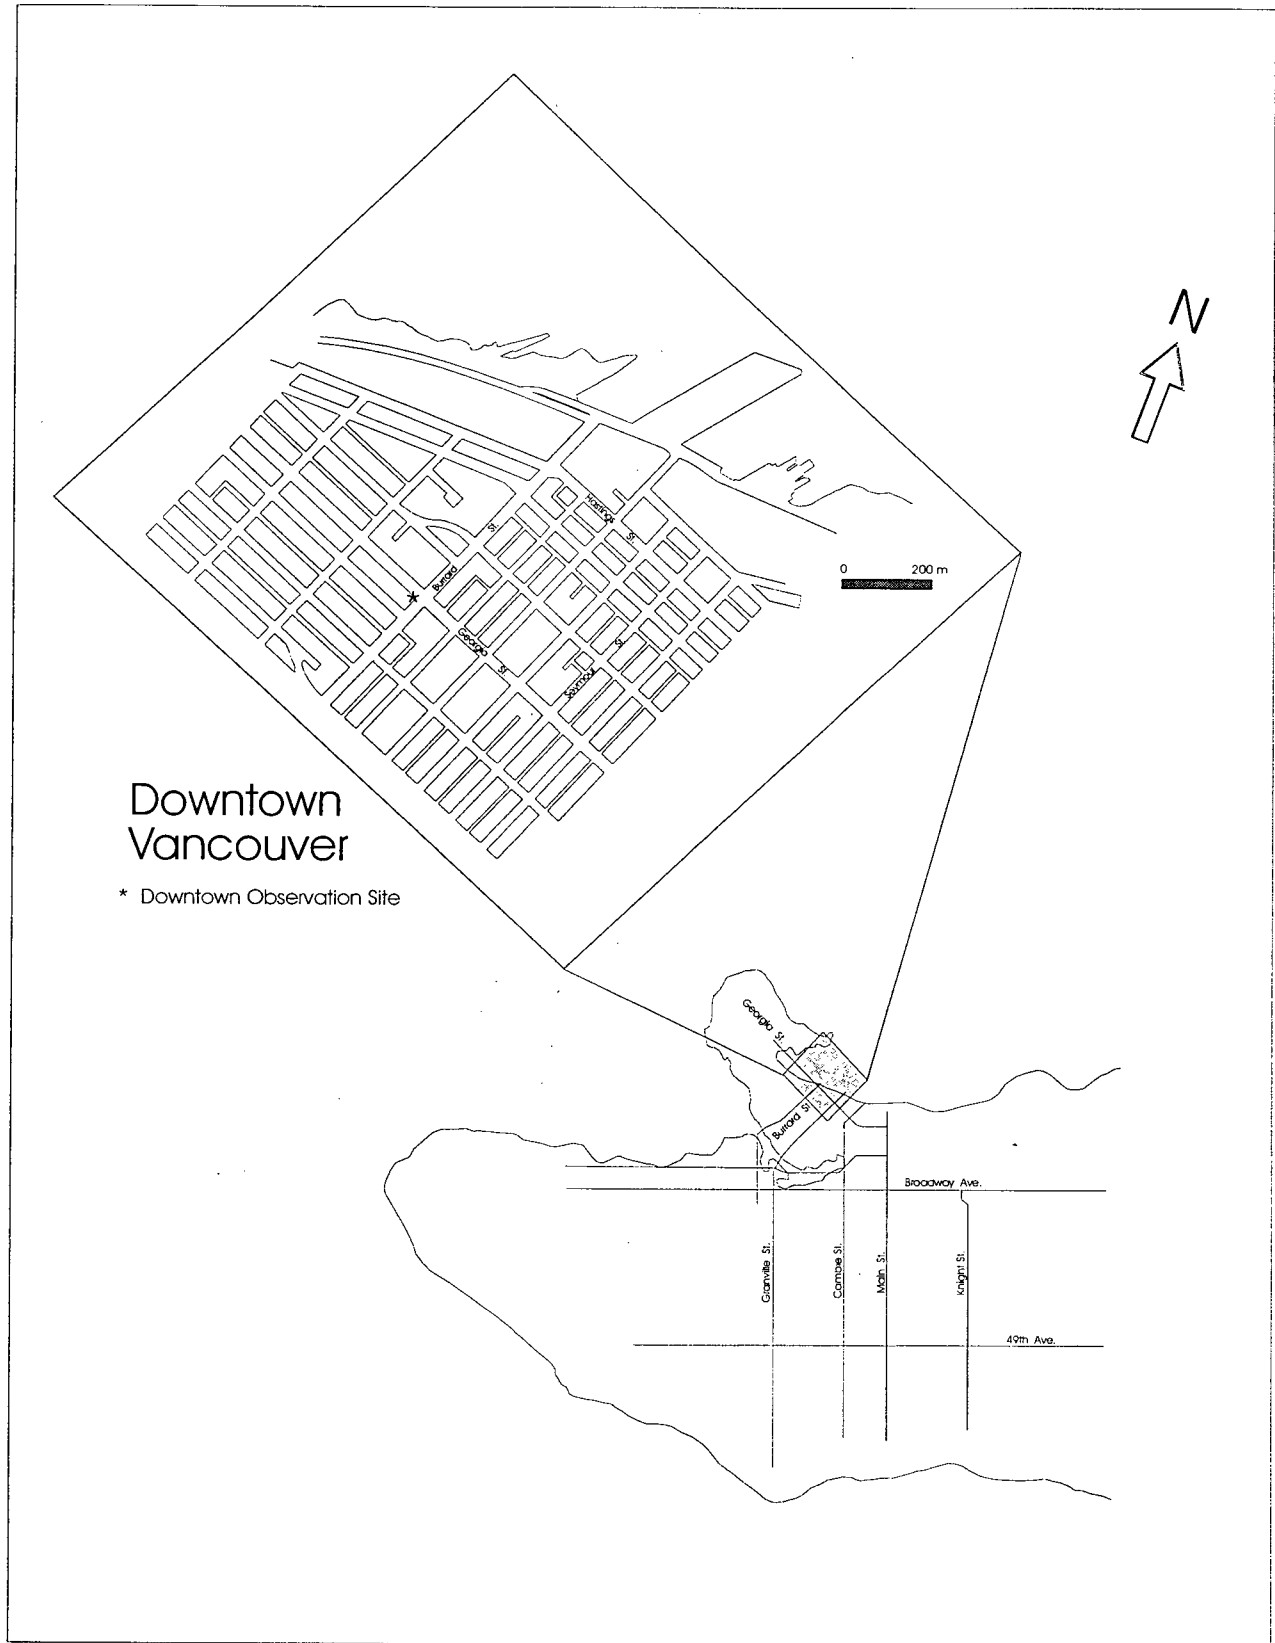 N
Hastings
St.
St.
Burrard
0 200 m
Georgia St.
St.
Seymour
Downtown
Vancouver
* Downtown Observation Site
Georgia St.
Burrard St.
Broadway Ave.
Granville St.
Cambie St.
Main St.
Knight St.
49th Ave.